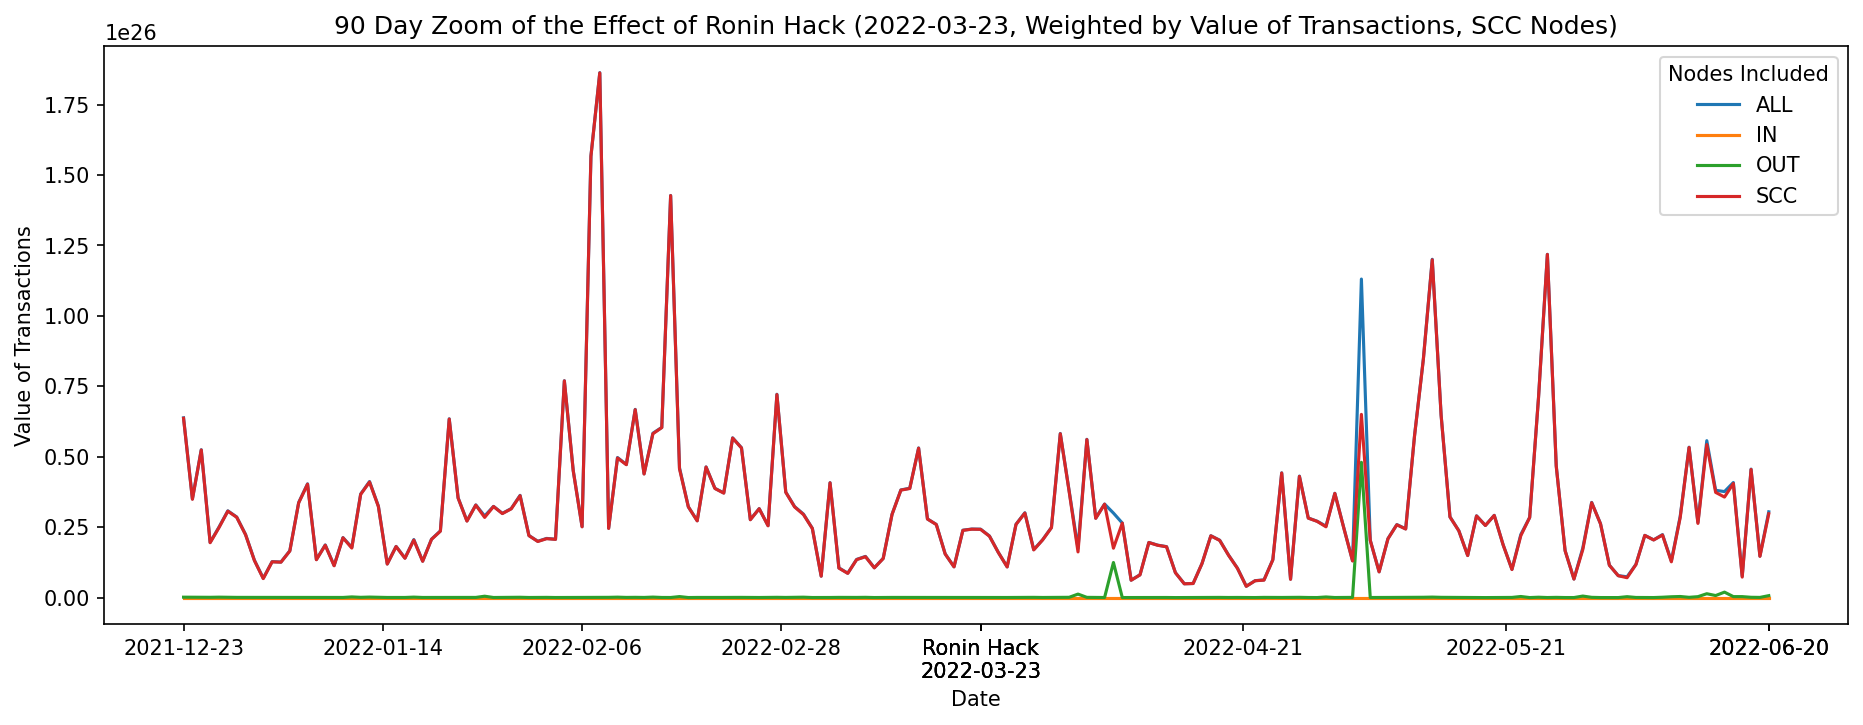 90 Day Zoom of the Effect of Ronin Hack (2022-03-23, Weighted by Value of Transactions, SCC Nodes)
1e26
Nodes Included
ALL
IN
OUT
SCC
Value of Transactions
1.75
1.50
1.25
1.00
0.75
0.50
0.25
0.00
2021-12-23 2022-01-14 2022-02-06 2022-02-28 Ronin Hack 2022-04-21 2022-05-21 2022-06-20
2022-03-23
Date